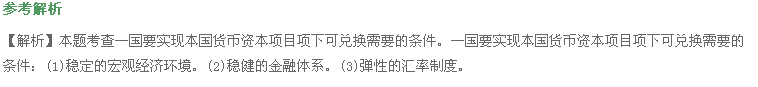 参考解析
【解析】本题考查一国要实现本国货币资本项目项下可兑换需要的条件。一国要实现本国货币资本项目项下可兑换需要的
条件：(1)稳定的宏观经济环境。(2)稳健的金融体系。(3)弹性的汇率制度。